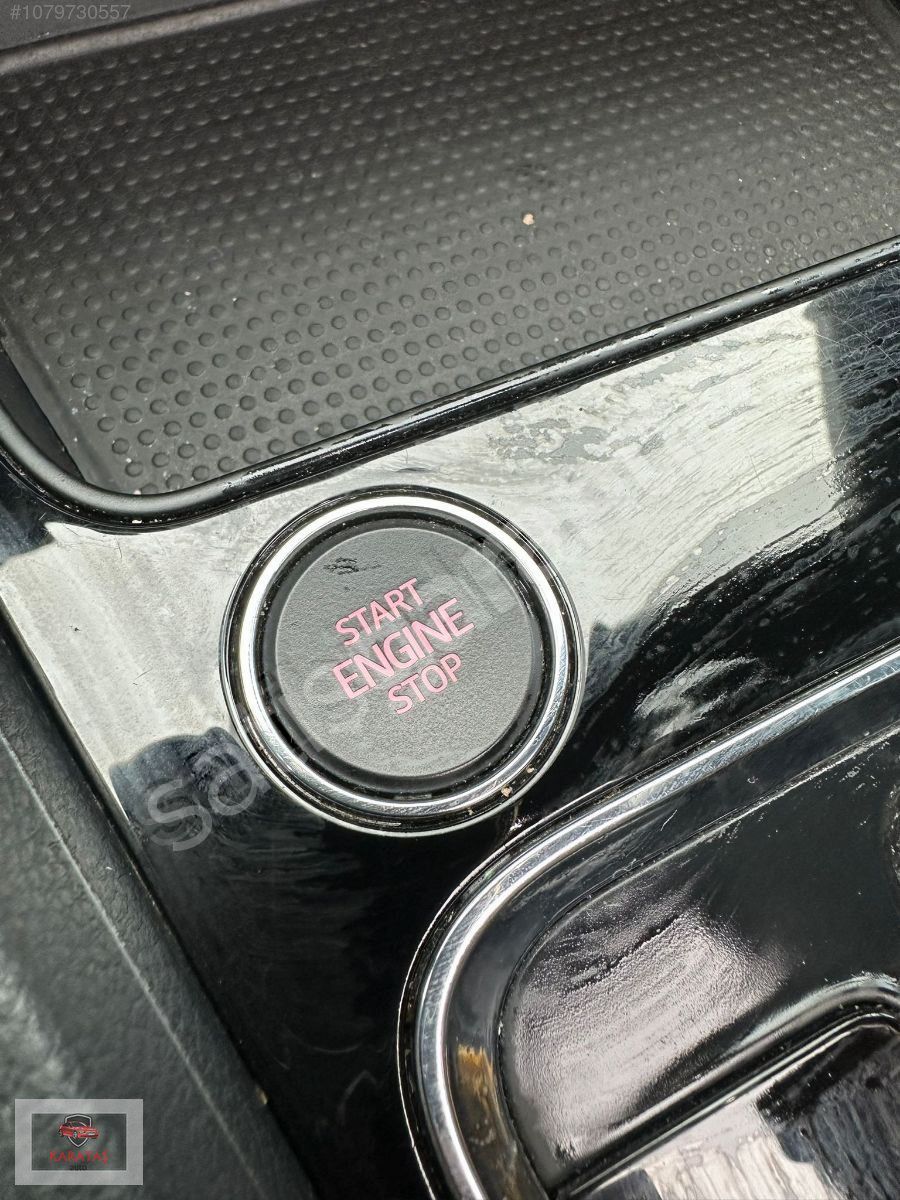 #1079730557
START
ENGINE
STOP
KARATAŞ